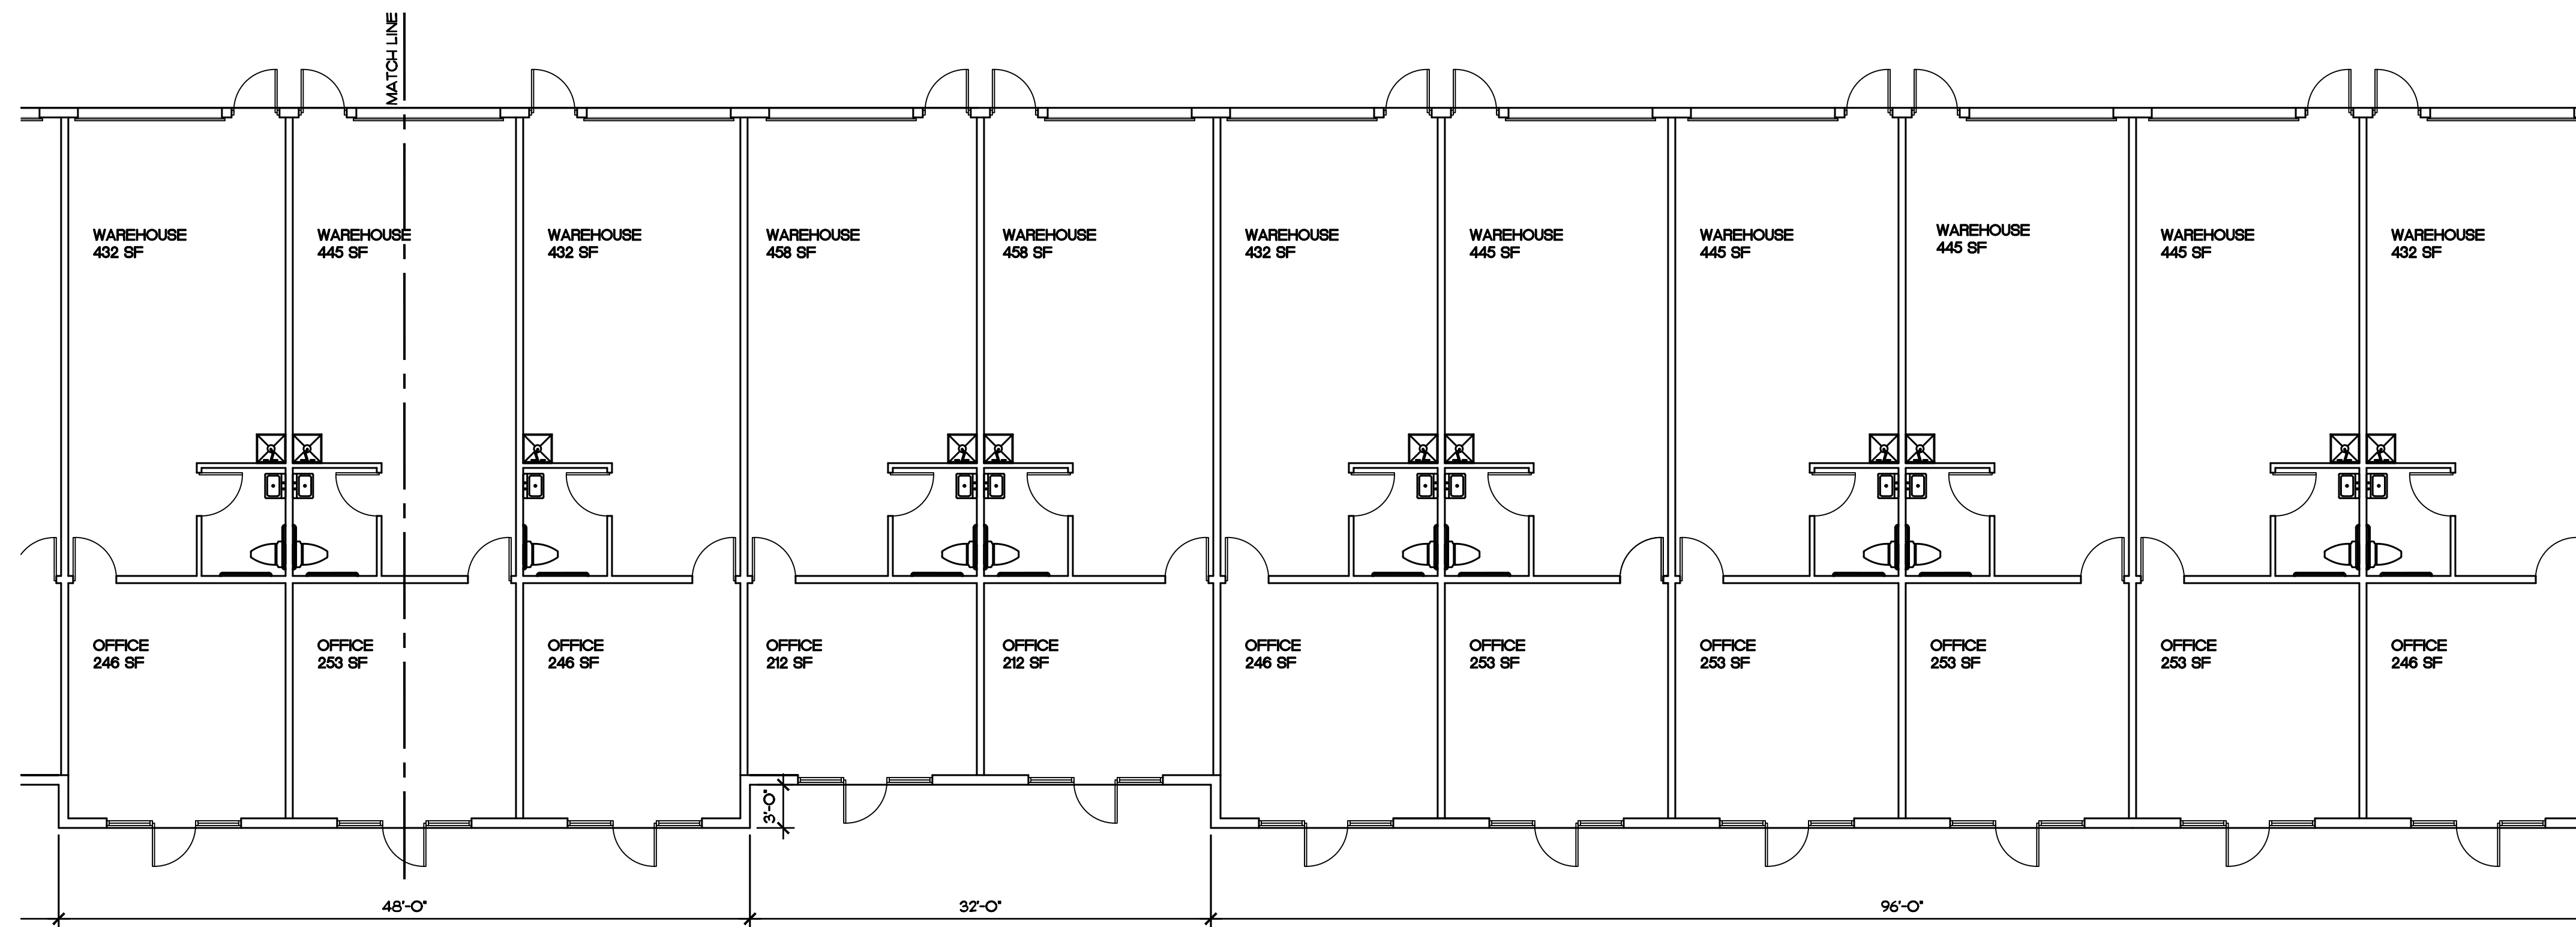 MATCH LINE
WAREHOUSE
432 SF
WAREHOUSE
445 SF
WAREHOUSE
432 SF
WAREHOUSE
458 SF
WAREHOUSE
458 SF
WAREHOUSE
432 SF
WAREHOUSE
445 SF
WAREHOUSE
445 SF
WAREHOUSE
445 SF
WAREHOUSE
445 SF
WAREHOUSE
432 SF
OFFICE
246 SF
OFFICE
253 SF
OFFICE
246 SF
OFFICE
212 SF
OFFICE
212 SF
OFFICE
246 SF
OFFICE
253 SF
OFFICE
253 SF
OFFICE
253 SF
OFFICE
253 SF
OFFICE
246 SF
3'-0"
48'-0"
32'-0"
96'-0"